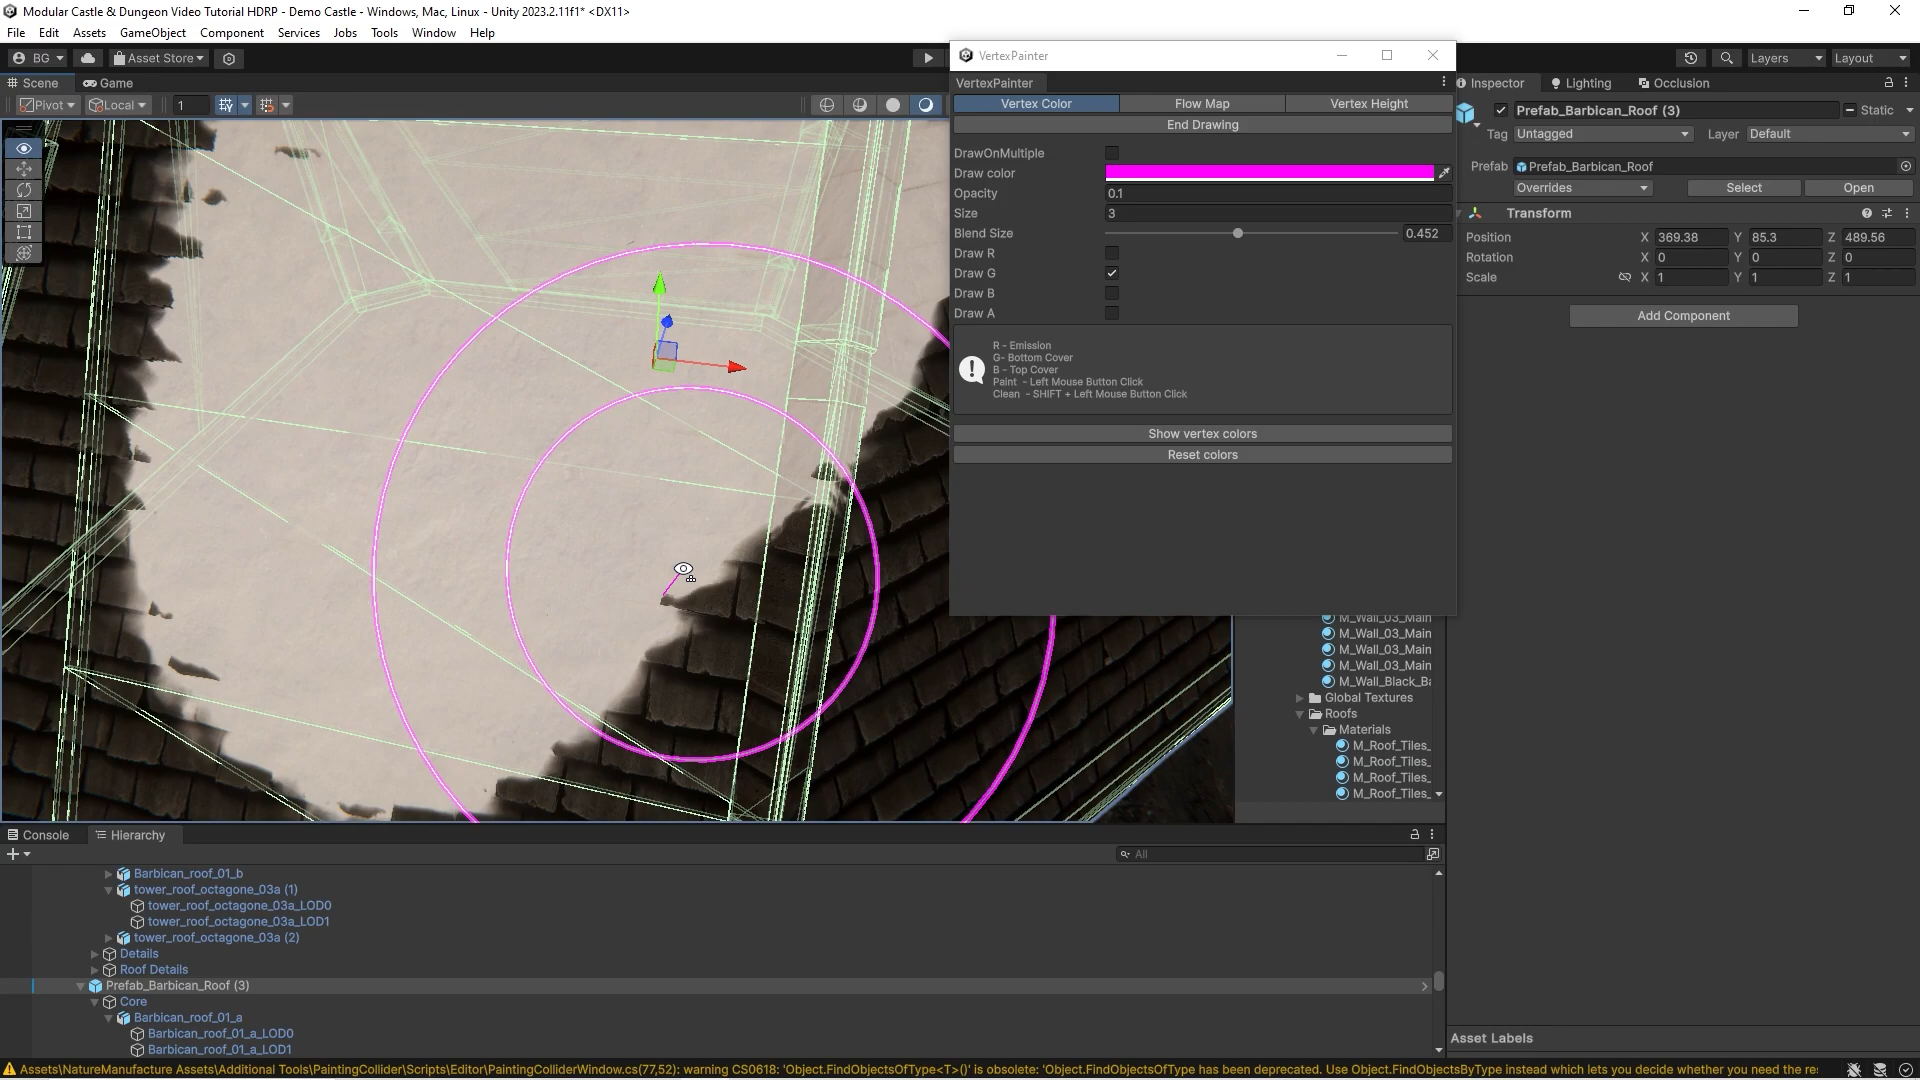 Modular Castle & Dungeon Video Tutorial HDRP - Demo Castle - Windows, Mac, Linux - Unity 2023.2.11f1* <DX11>
File Edit Assets GameObject Component Services Jobs Tools Window Help
BG Asset Store Layers Layout
Scene Game
Pivot Local 1
VertexPainter
VertexPainter
Vertex Color Flow Map Vertex Height
End Drawing
DrawOnMultiple
Draw color
Opacity 0.1
Size 3
Blend Size 0.452
Draw R
Draw G
Draw B
Draw A
R - Emission
G- Bottom Cover
B - Top Cover
Paint - Left Mouse Button Click
Clean - SHIFT + Left Mouse Button Click
Show vertex colors
Reset colors
Inspector Lighting Occlusion
Prefab_Barbican_Roof (3) Static
Tag Untagged Layer Default
Prefab Prefab_Barbican_Roof
Overrides Select Open
Transform
Position X 369.38 Y 85.3 Z 489.56
Rotation X 0 Y 0 Z 0
Scale X 1 Y 1 Z 1
Add Component
M_Wall_03_Main
M_Wall_03_Main
M_Wall_03_Main
M_Wall_03_Main
M_Wall_Black_Ba
Global Textures
Roofs
Materials
M_Roof_Tiles_
M_Roof_Tiles_
M_Roof_Tiles_
M_Roof_Tiles_
Console Hierarchy
All
Barbican_roof_01_b
tower_roof_octagone_03a (1)
tower_roof_octagone_03a_LOD0
tower_roof_octagone_03a_LOD1
tower_roof_octagone_03a (2)
Details
Roof Details
Prefab_Barbican_Roof (3)
Core
Barbican_roof_01_a
Barbican_roof_01_a_LOD0
Barbican_roof_01_a_LOD1
Asset Labels
Assets\NatureManufacture Assets\Additional Tools\PaintingCollider\Scripts\Editor\PaintingColliderWindow.cs(77,52): warning CS0618: 'Object.FindObjectsOfType<T>()' is obsolete: 'Object.FindObjectsOfType has been deprecated. Use Object.FindObjectsByType instead which lets you decide whether you need the re